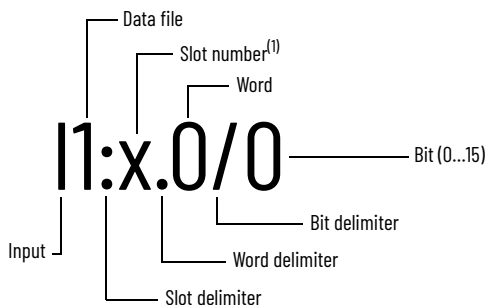 Data file
Slot number(1)
Word
I1:x.0/0
Bit (0...15)
Bit delimiter
Input
Word delimiter
Slot delimiter